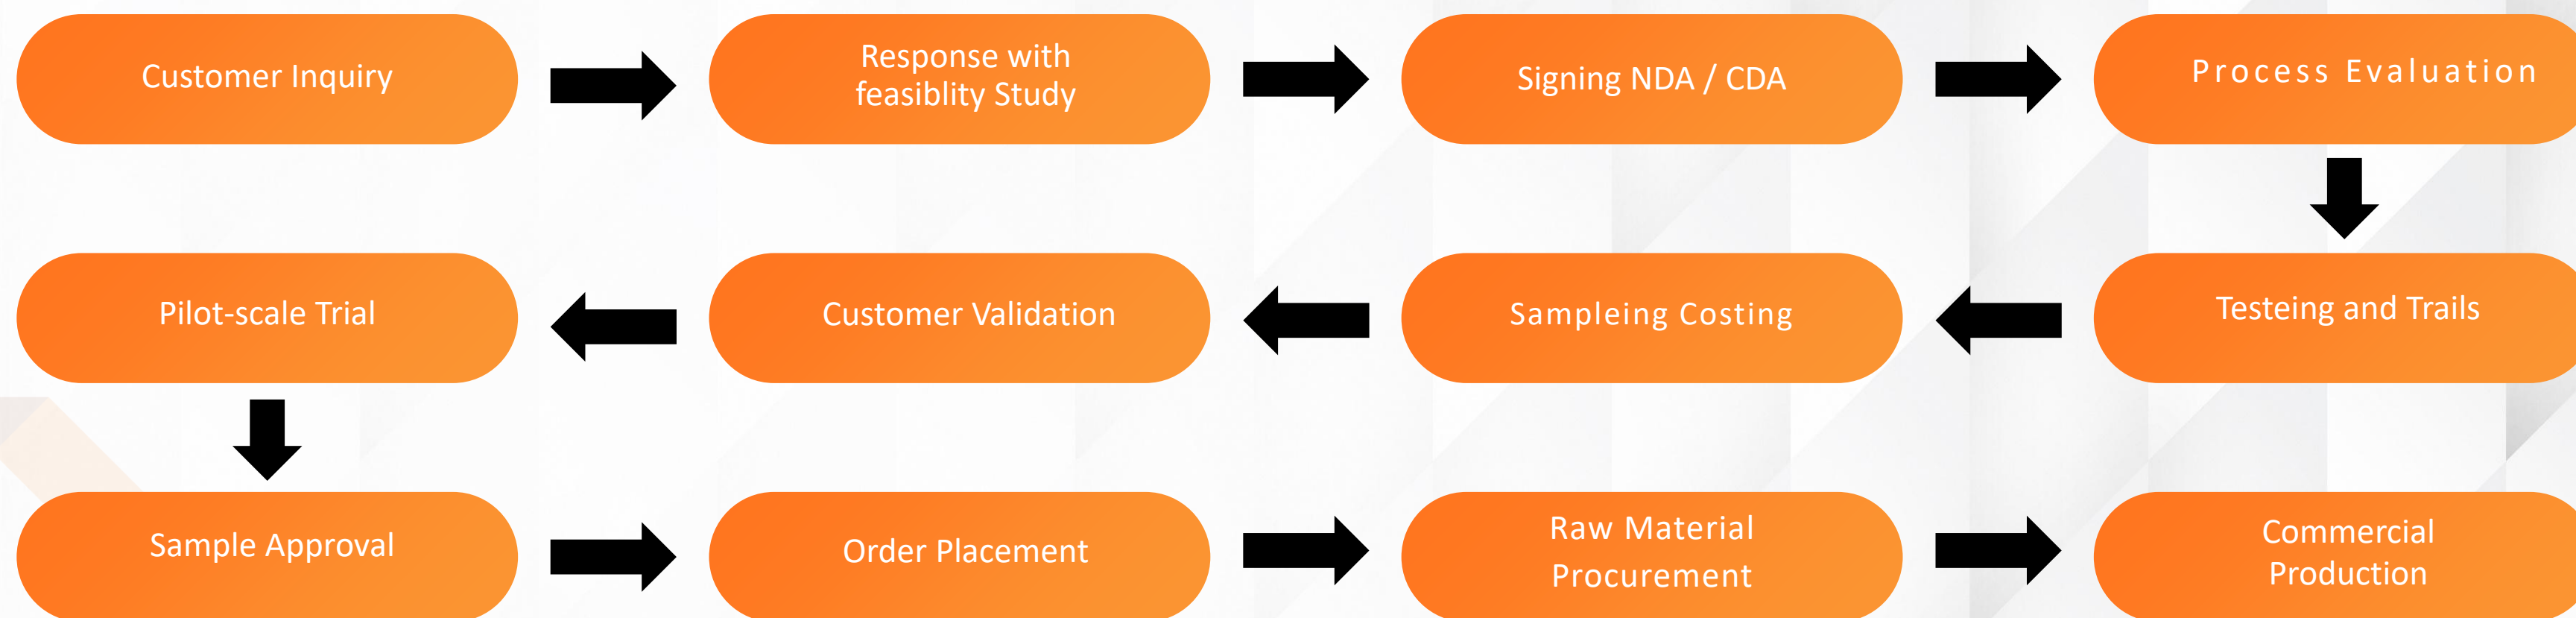 Customer Inquiry
Response with
feasiblity Study
Signing NDA / CDA
Process Evaluation
Testeing and Trails
Sampleing Costing
Customer Validation
Pilot-scale Trial
Sample Approval
Order Placement
Raw Material
Procurement
Commercial
Production